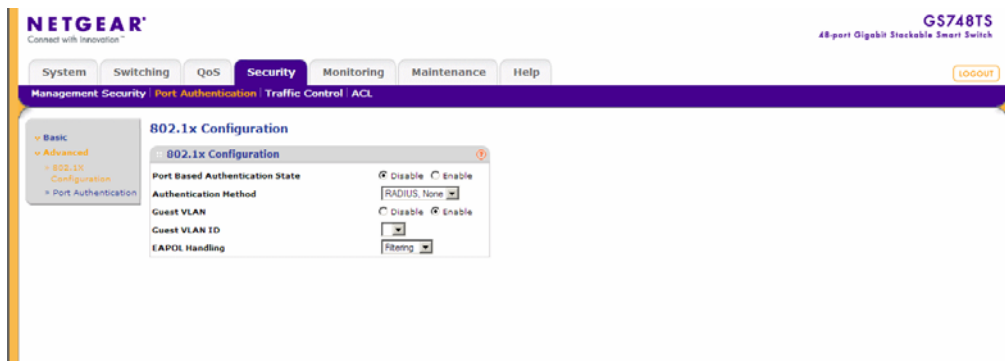 NETGEAR
Connect with Innovation™
GS748TS
48-port Gigabit Stackable Smart Switch
System Switching QoS Security Monitoring Maintenance Help
LOGOUT
Management Security Port Authentication Traffic Control ACL
Basic
Advanced
802.1X
Configuration
Port Authentication
802.1x Configuration
802.1x Configuration
Port Based Authentication State Disable Enable
Authentication Method RADIUS, None
Guest VLAN Disable Enable
Guest VLAN ID
EAPOL Handling Filtering